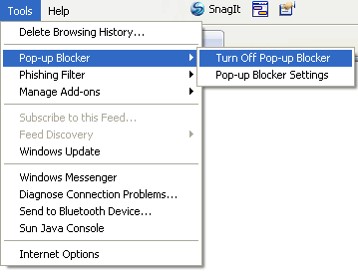 Tools Help SnagIt
Delete Browsing History...
Pop-up Blocker
Turn Off Pop-up Blocker
Phishing Filter
Pop-up Blocker Settings
Manage Add-ons
Subscribe to this Feed...
Feed Discovery
Windows Update
Windows Messenger
Diagnose Connection Problems...
Send to Bluetooth Device...
Sun Java Console
Internet Options